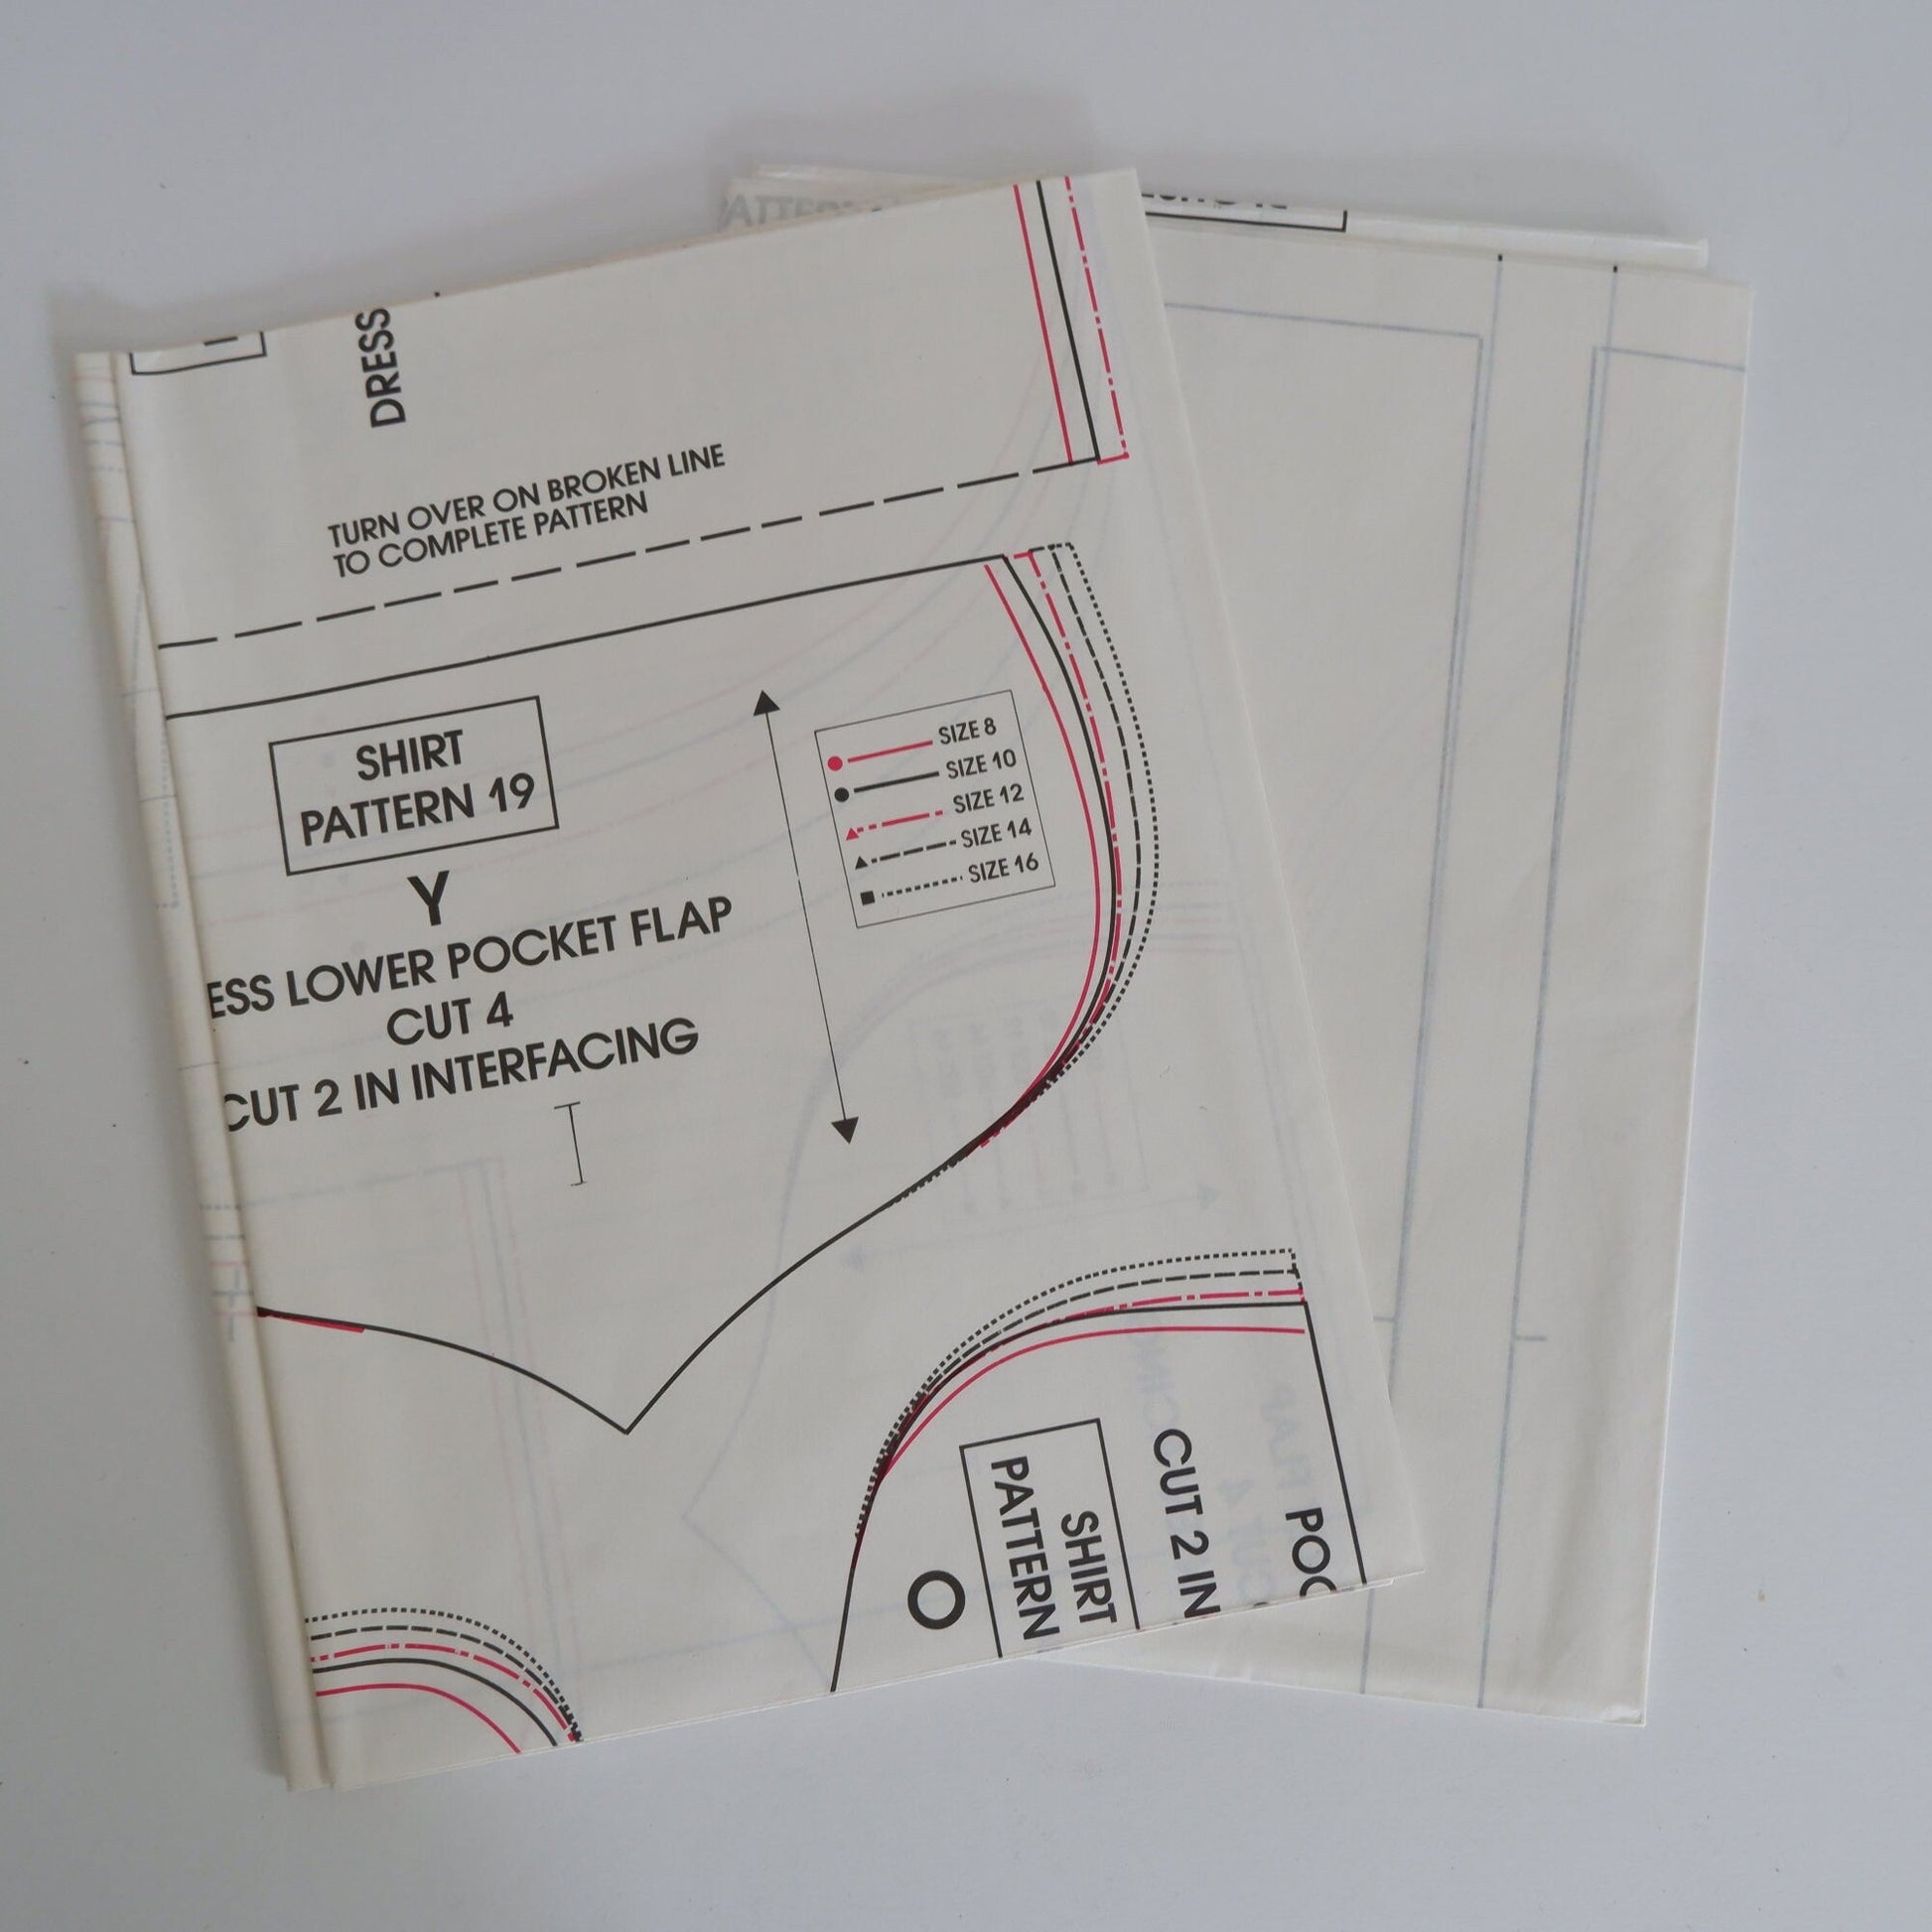 DRESS
TURN OVER ON BROKEN LINE
TO COMPLETE PATTERN
SHIRT
PATTERN 19
Y
ESS LOWER POCKET FLAP
CUT 4
CUT 2 IN INTERFACING
SIZE 8
SIZE 10
SIZE 12
SIZE 14
SIZE 16
POC
CUT 2 IN
SHIRT
PATTERN
O